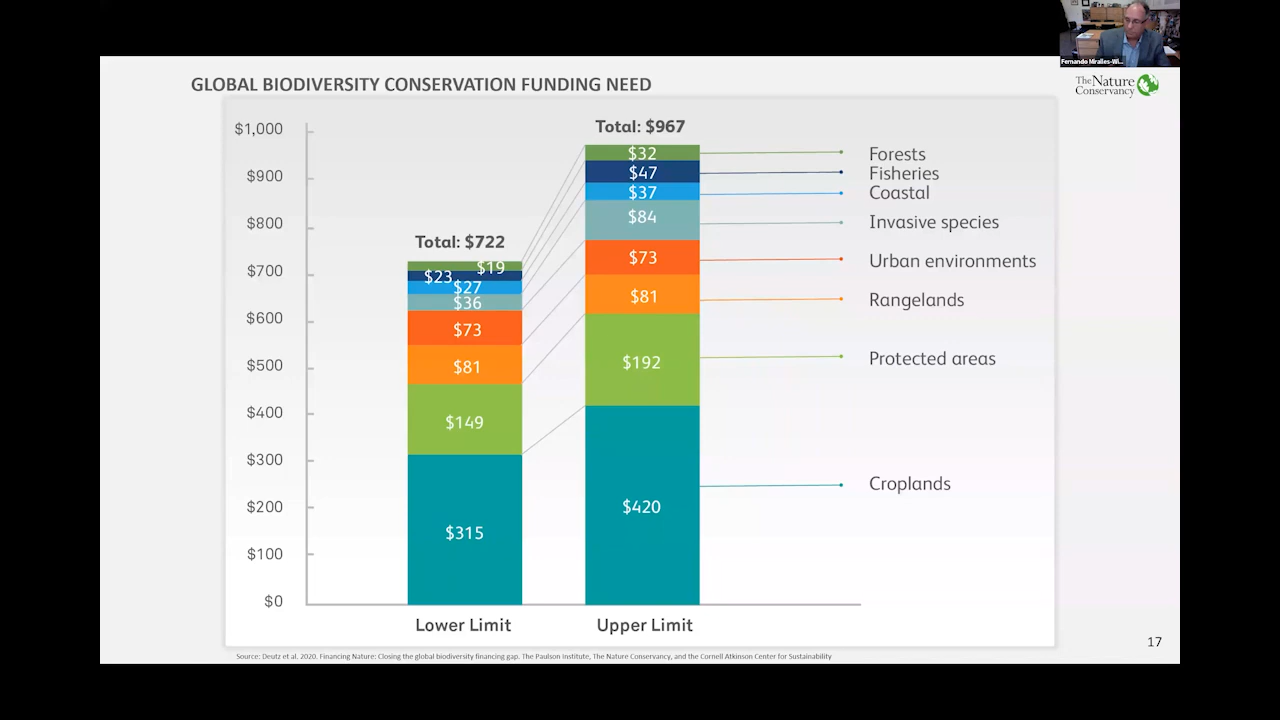 Fernando Miralles-Wi...
The Nature
Conservancy
GLOBAL BIODIVERSITY CONSERVATION FUNDING NEED
$1,000
$900
$800
$700
$600
$500
$400
$300
$200
$100
$0
Total: $722
$19
$23
$27
$36
$73
$81
$149
$315
Total: $967
$32
$47
$37
$84
$73
$81
$192
$420
Forests
Fisheries
Coastal
Invasive species
Urban environments
Rangelands
Protected areas
Croplands
Lower Limit
Upper Limit
17
Source: Deutz et al. 2020. Financing Nature: Closing the global biodiversity financing gap. The Paulson Institute, The Nature Conservancy, and the Cornell Atkinson Center for Sustainability